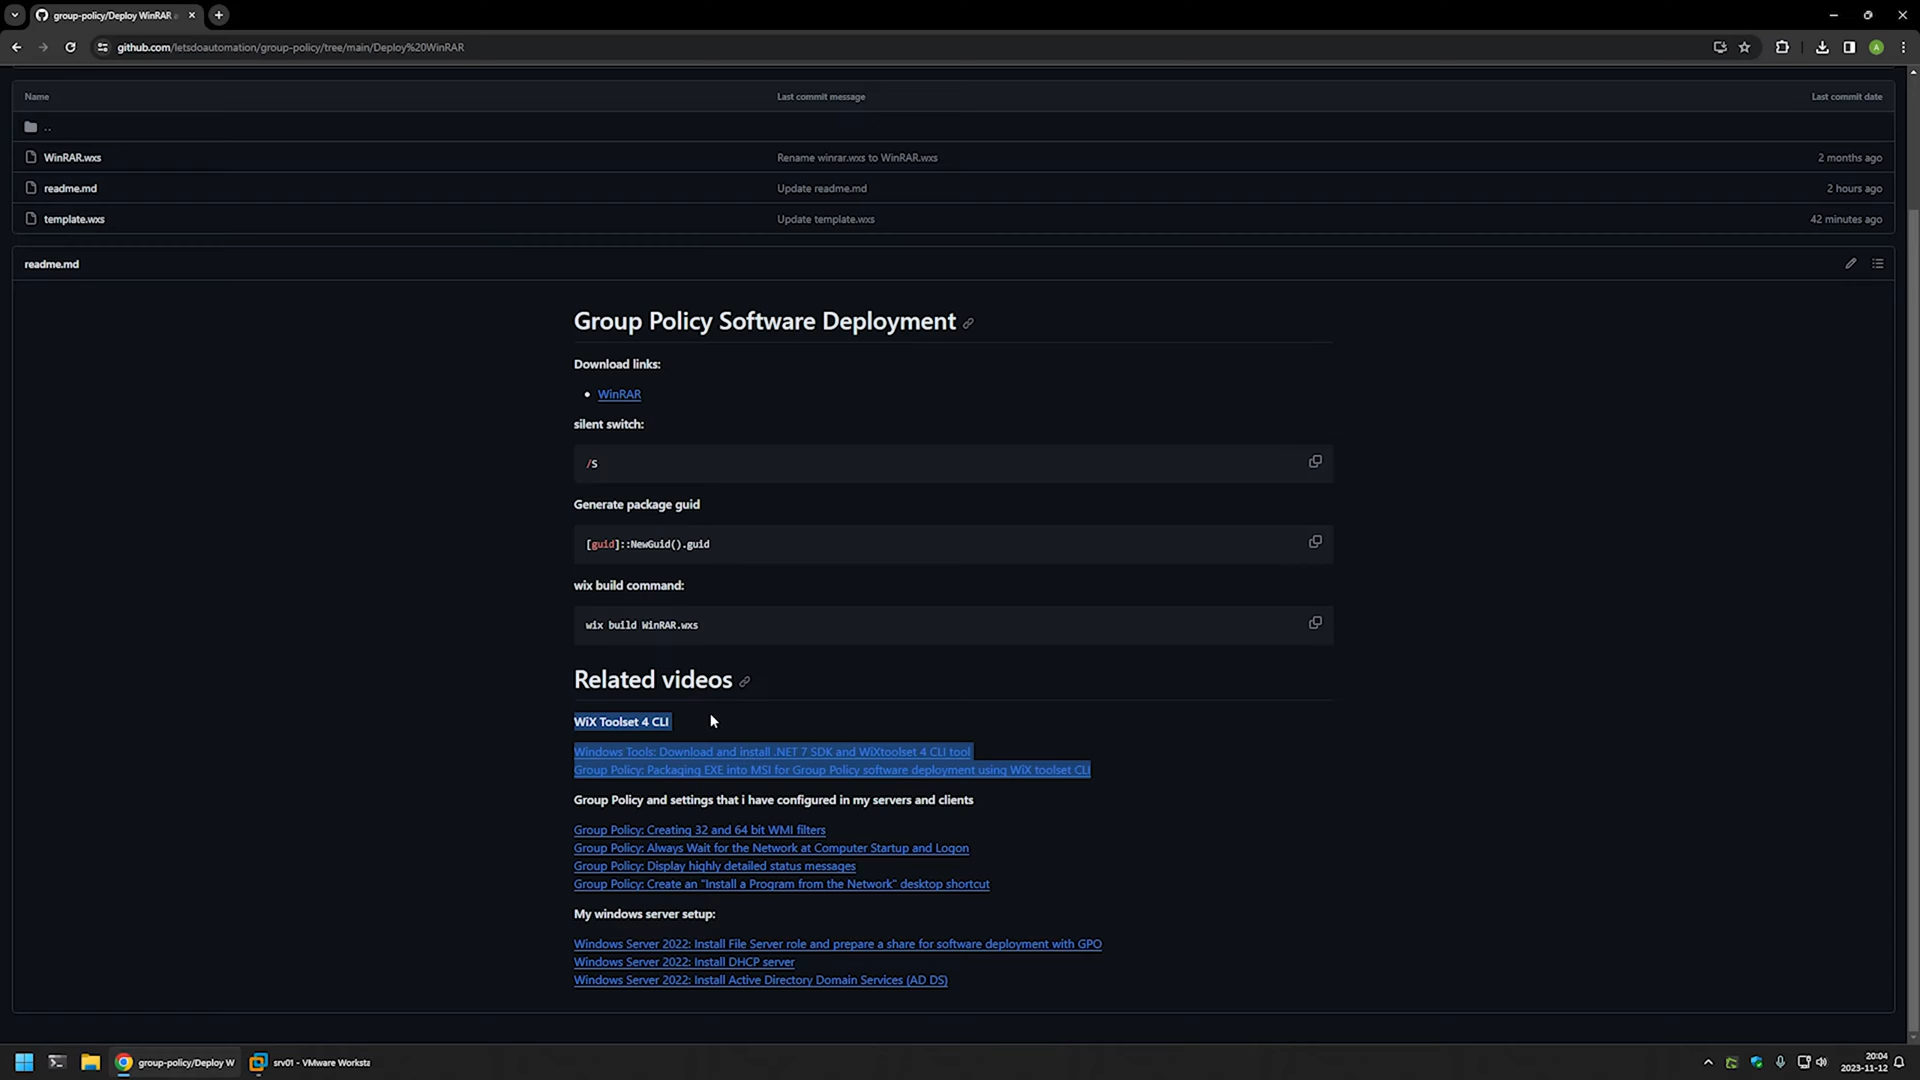 group-policy/Deploy WinRAR
github.com/letsdoautomation/group-policy/tree/main/Deploy%20WinRAR
A
Name Last commit message Last commit date
..
WinRAR.wxs Rename winrar.wxs to WinRAR.wxs 2 months ago
readme.md Update readme.md 2 hours ago
template.wxs Update template.wxs 42 minutes ago
readme.md
Group Policy Software Deployment
Download links:
• WinRAR
silent switch:
/S
Generate package guid
[guid]::NewGuid().guid
wix build command:
wix build WinRAR.wxs
Related videos
WiX Toolset 4 CLI
Windows Tools: Download and install .NET 7 SDK and WiXtoolset 4 CLI tool
Group Policy: Packaging EXE into MSI for Group Policy software deployment using WiX toolset CLI
Group Policy and settings that i have configured in my servers and clients
Group Policy: Creating 32 and 64 bit WMI filters
Group Policy: Always Wait for the Network at Computer Startup and Logon
Group Policy: Display highly detailed status messages
Group Policy: Create an "Install a Program from the Network" desktop shortcut
My windows server setup:
Windows Server 2022: Install File Server role and prepare a share for software deployment with GPO
Windows Server 2022: Install DHCP server
Windows Server 2022: Install Active Directory Domain Services (AD DS)
group-policy/Deploy W srv01 - VMware Worksta
20:04
2023-11-12